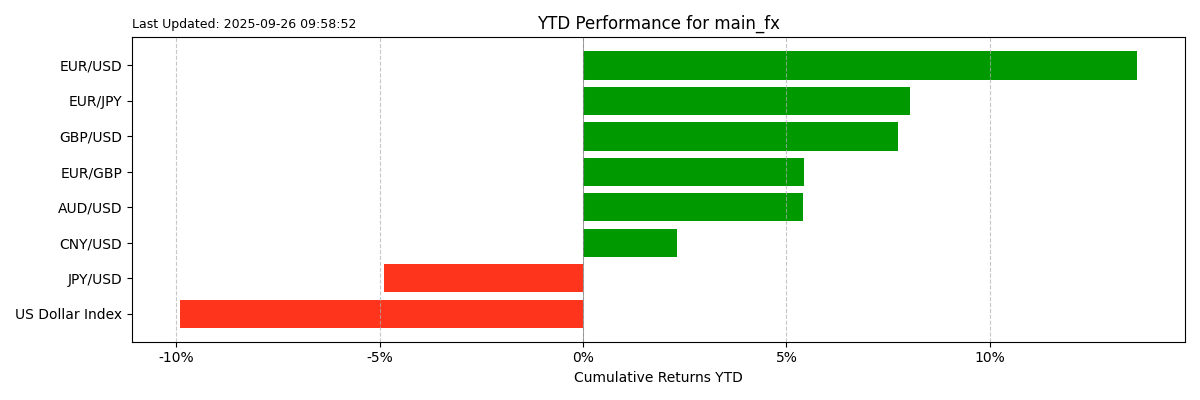 Last Updated: 2025-09-26 09:58:52
YTD Performance for main_fx
EUR/USD
EUR/JPY
GBP/USD
EUR/GBP
AUD/USD
CNY/USD
JPY/USD
US Dollar Index
-10%
-5%
0%
5%
10%
Cumulative Returns YTD